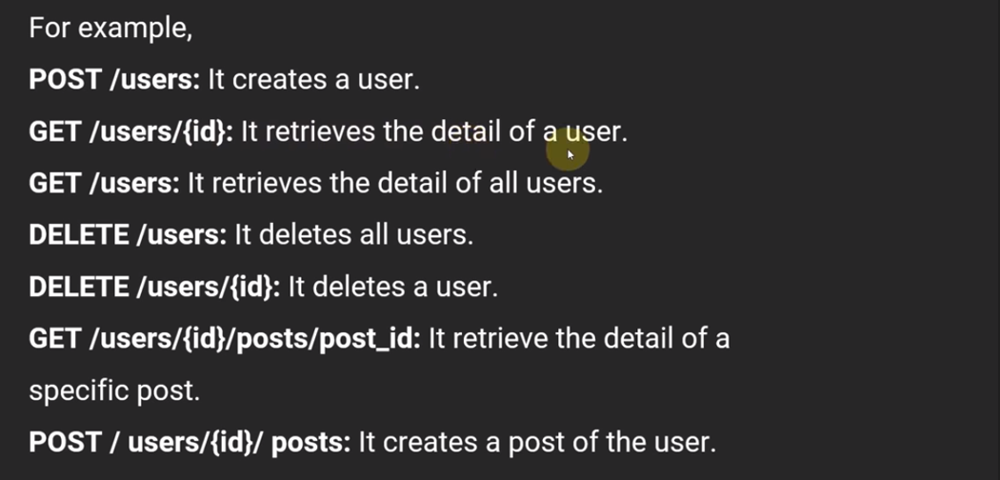 For example,
POST /users: It creates a user.
GET /users/{id}: It retrieves the detail of a user.
GET /users: It retrieves the detail of all users.
DELETE /users: It deletes all users.
DELETE /users/{id}: It deletes a user.
GET /users/{id}/posts/post_id: It retrieve the detail of a
specific post.
POST / users/{id}/ posts: It creates a post of the user.